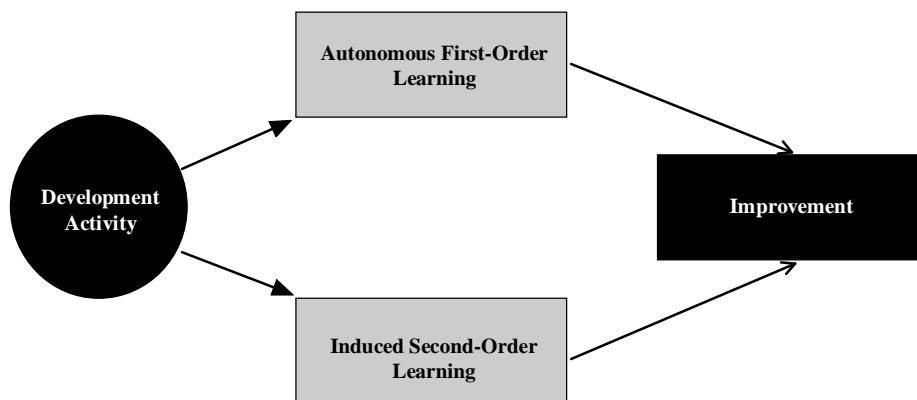 Autonomous First-Order
Learning
Development
Activity
Improvement
Induced Second-Order
Learning